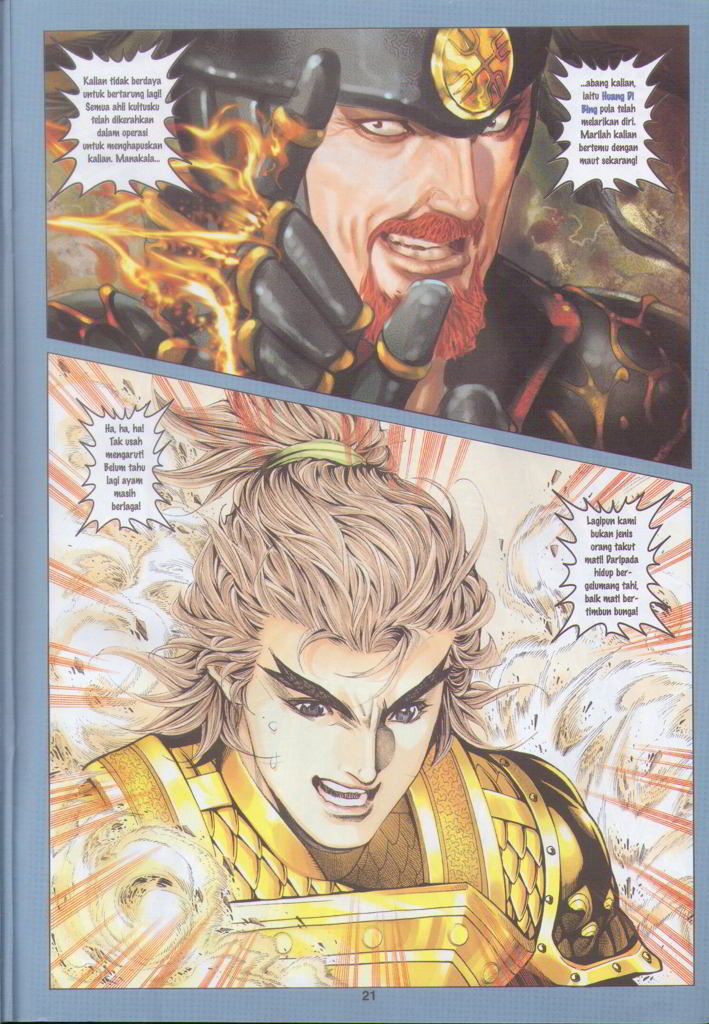 Kalian tidak berdaya
untuk bertarung lagi!
Semua ahli kultusku
telah dikerahkan
dalam operasi
untuk menghapuskan
kalian. Manakala...
...abang kalian,
iaitu Huang Di
Bing pula telah
melarikan diri.
Marilah kalian
bertemu dengan
maut sekarang!
Ha, ha, ha!
Tak usah
mengarut!
Belum tahu
lagi ayam
masih
berlaga!
Lagipun kami
bukan jenis
orang takut
mati! Daripada
hidup ber-
gelumang tahi,
baik mati ber-
timbun bunga!
21